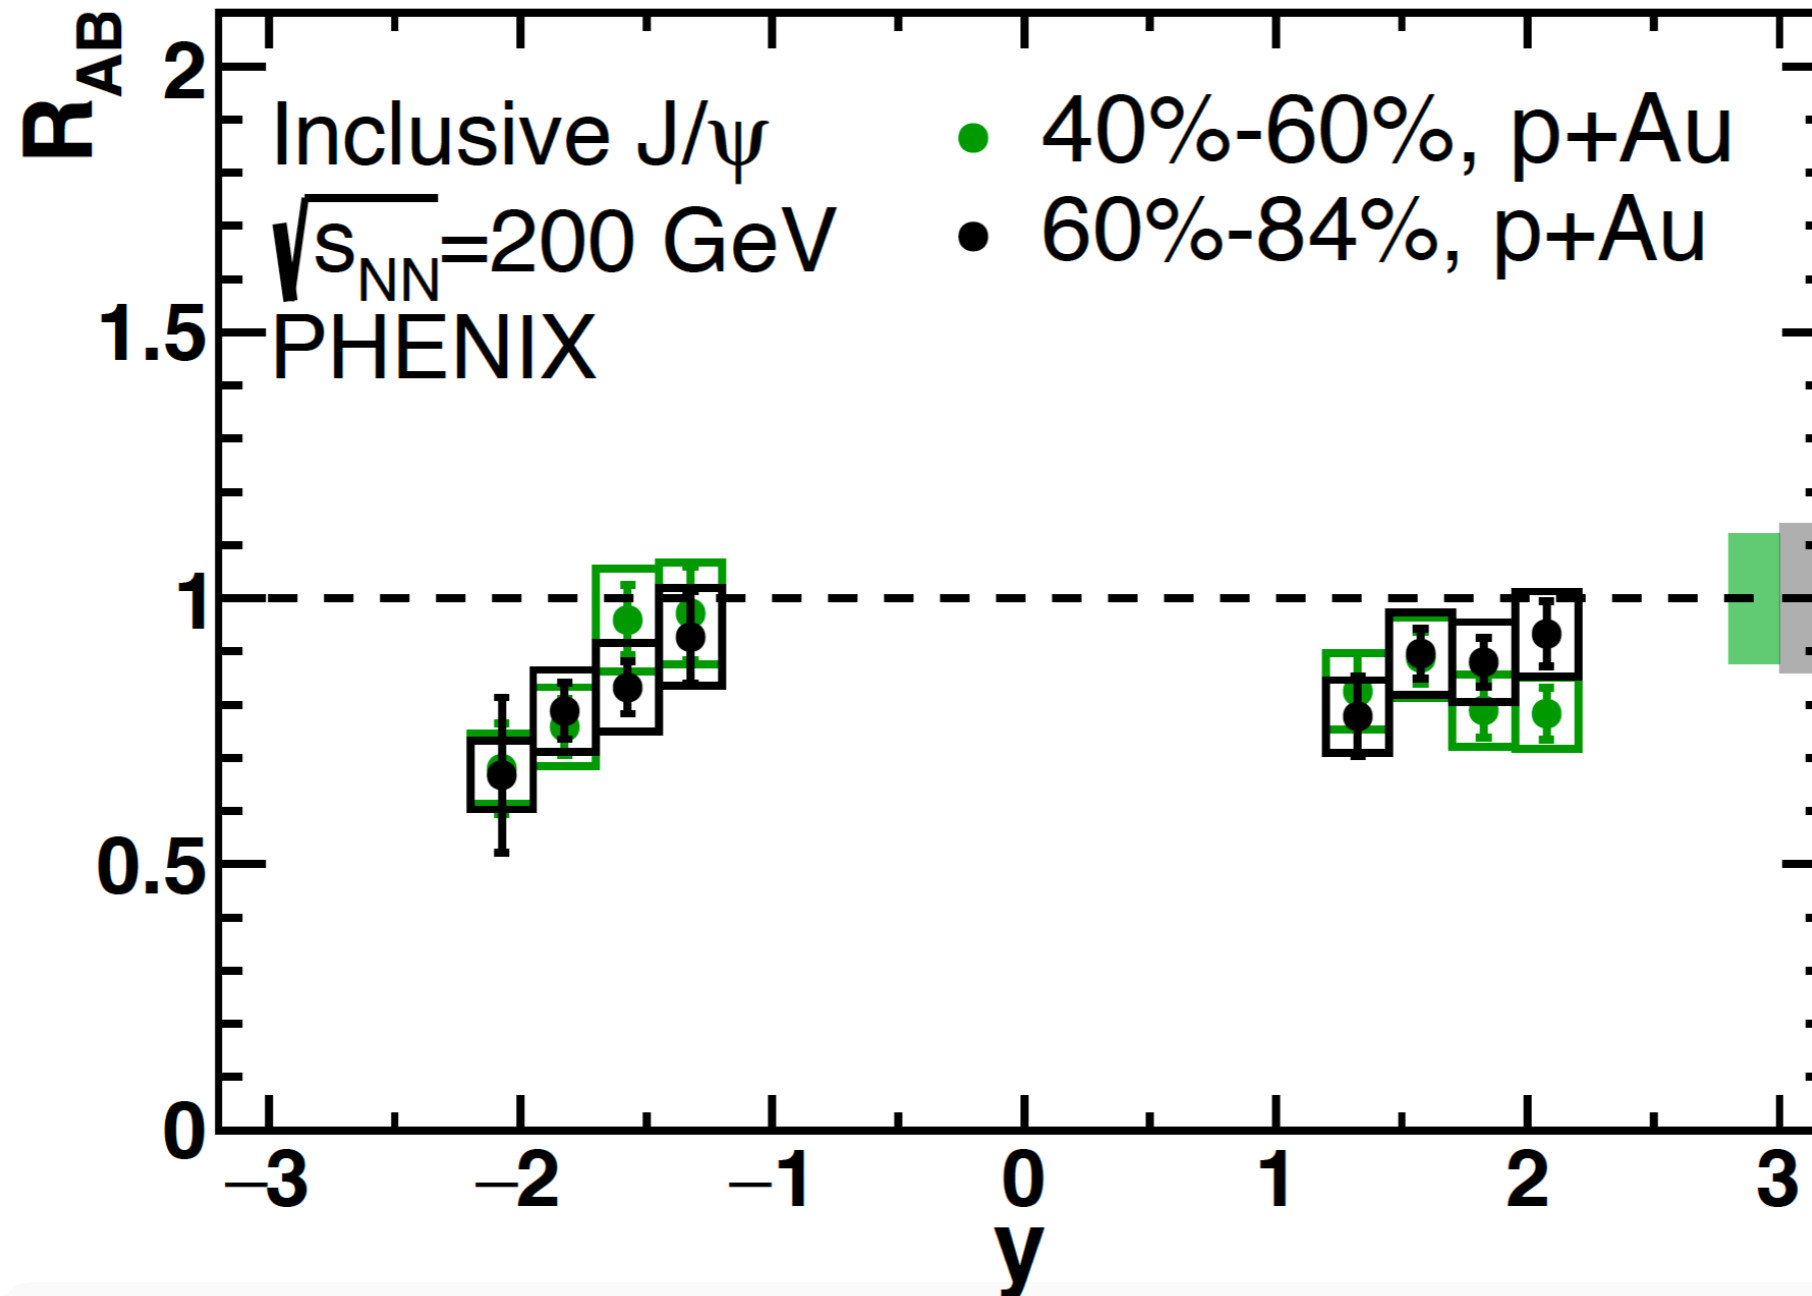 R_AB
2
1.5
1
0.5
0
Inclusive J/ψ
√s_NN=200 GeV
PHENIX
40%-60%, p+Au
60%-84%, p+Au
−3 −2 −1 0 1 2 3
y